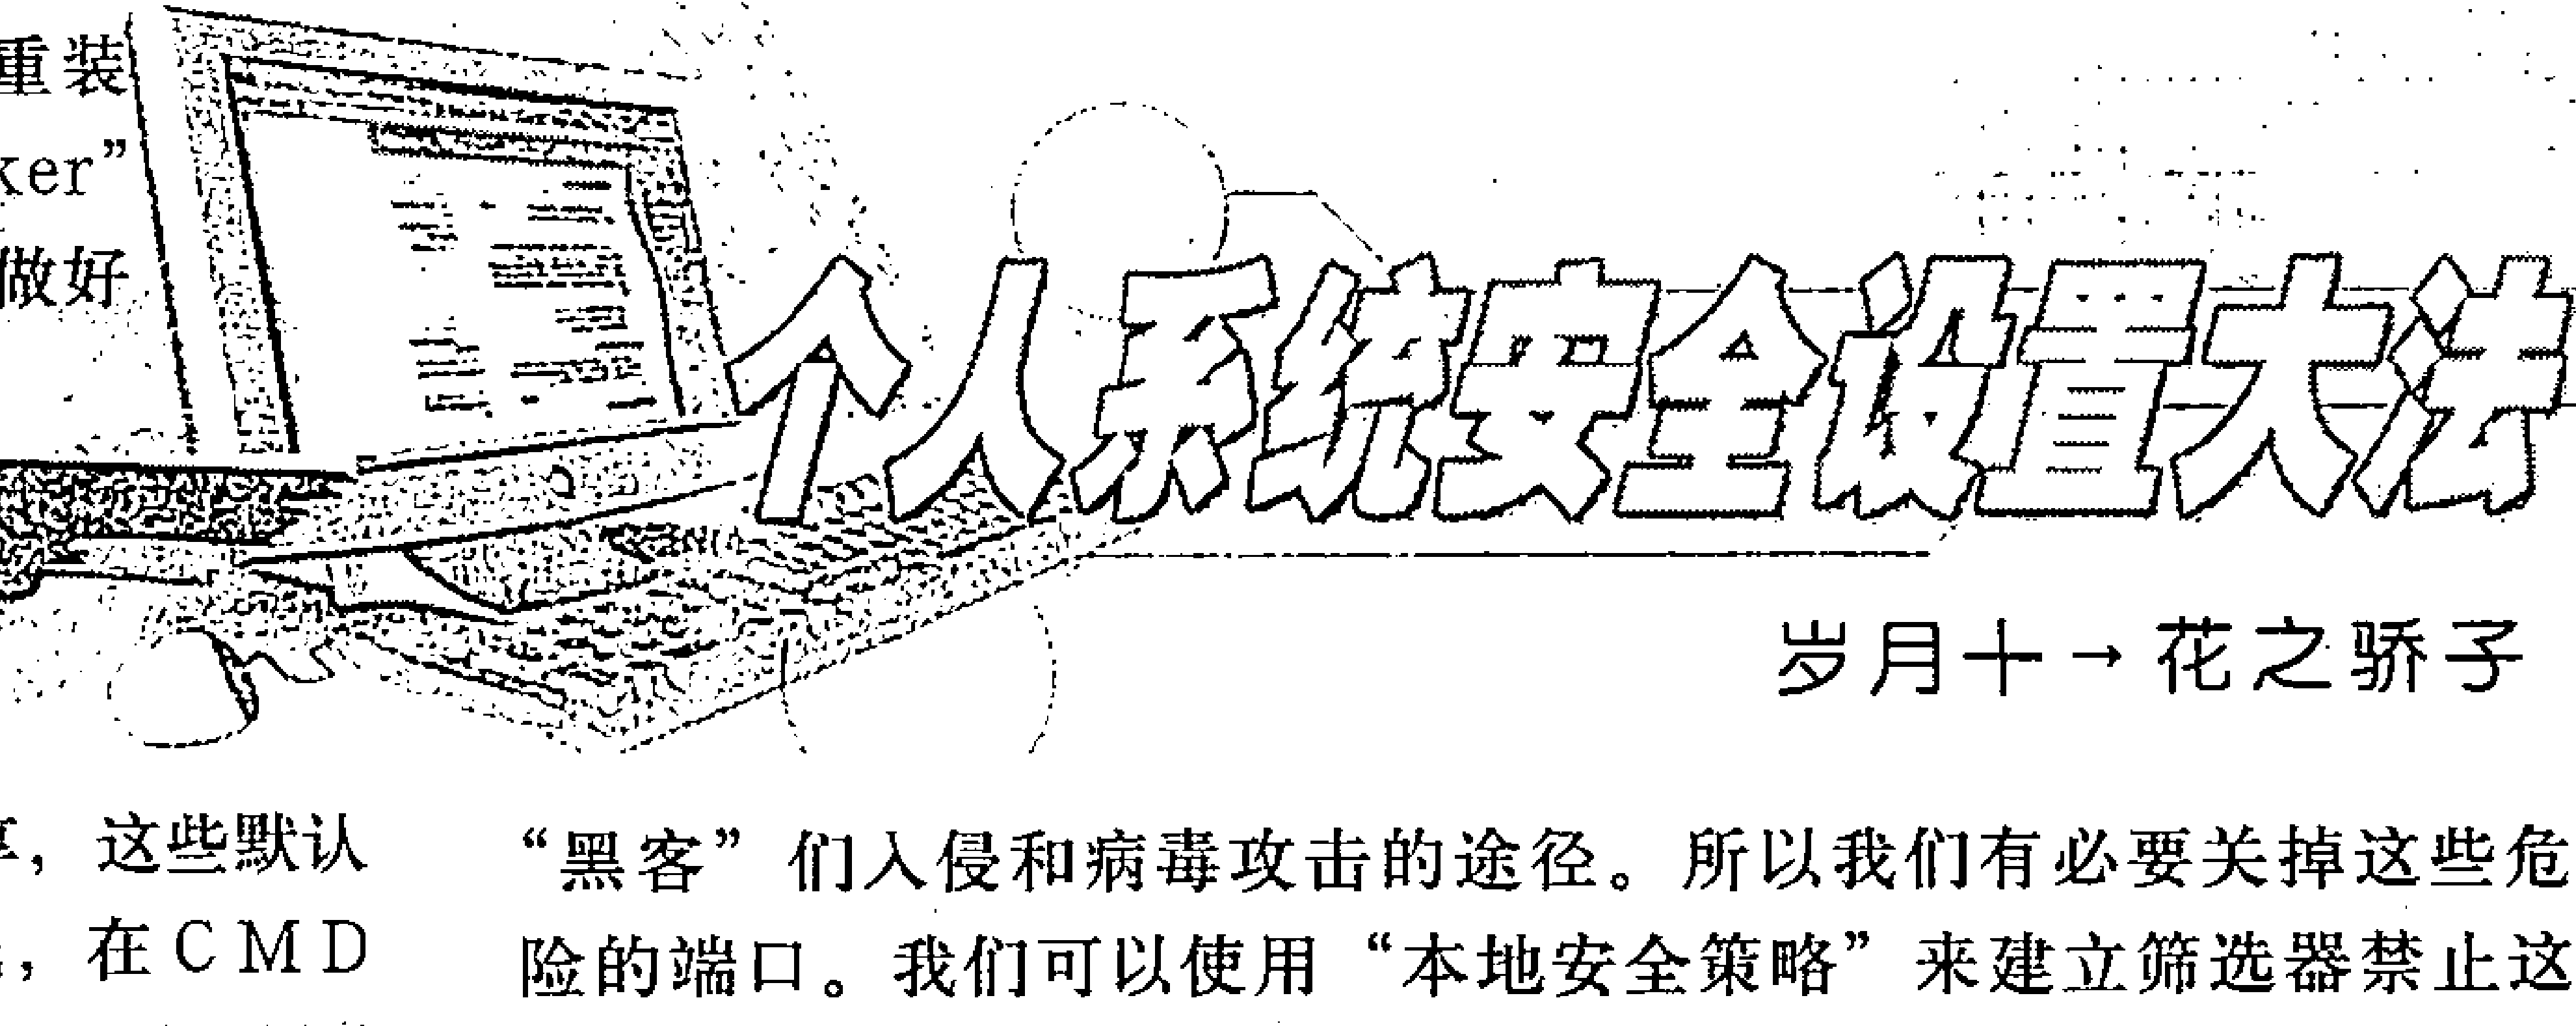 重装
ker”
做好
个人系统安全设置大法
岁月十→花之骄子
，这些默认
，在CMD
“黑客”们入侵和病毒攻击的途径。所以我们有必要关掉这些危
险的端口。我们可以使用“本地安全策略”来建立筛选器禁止这